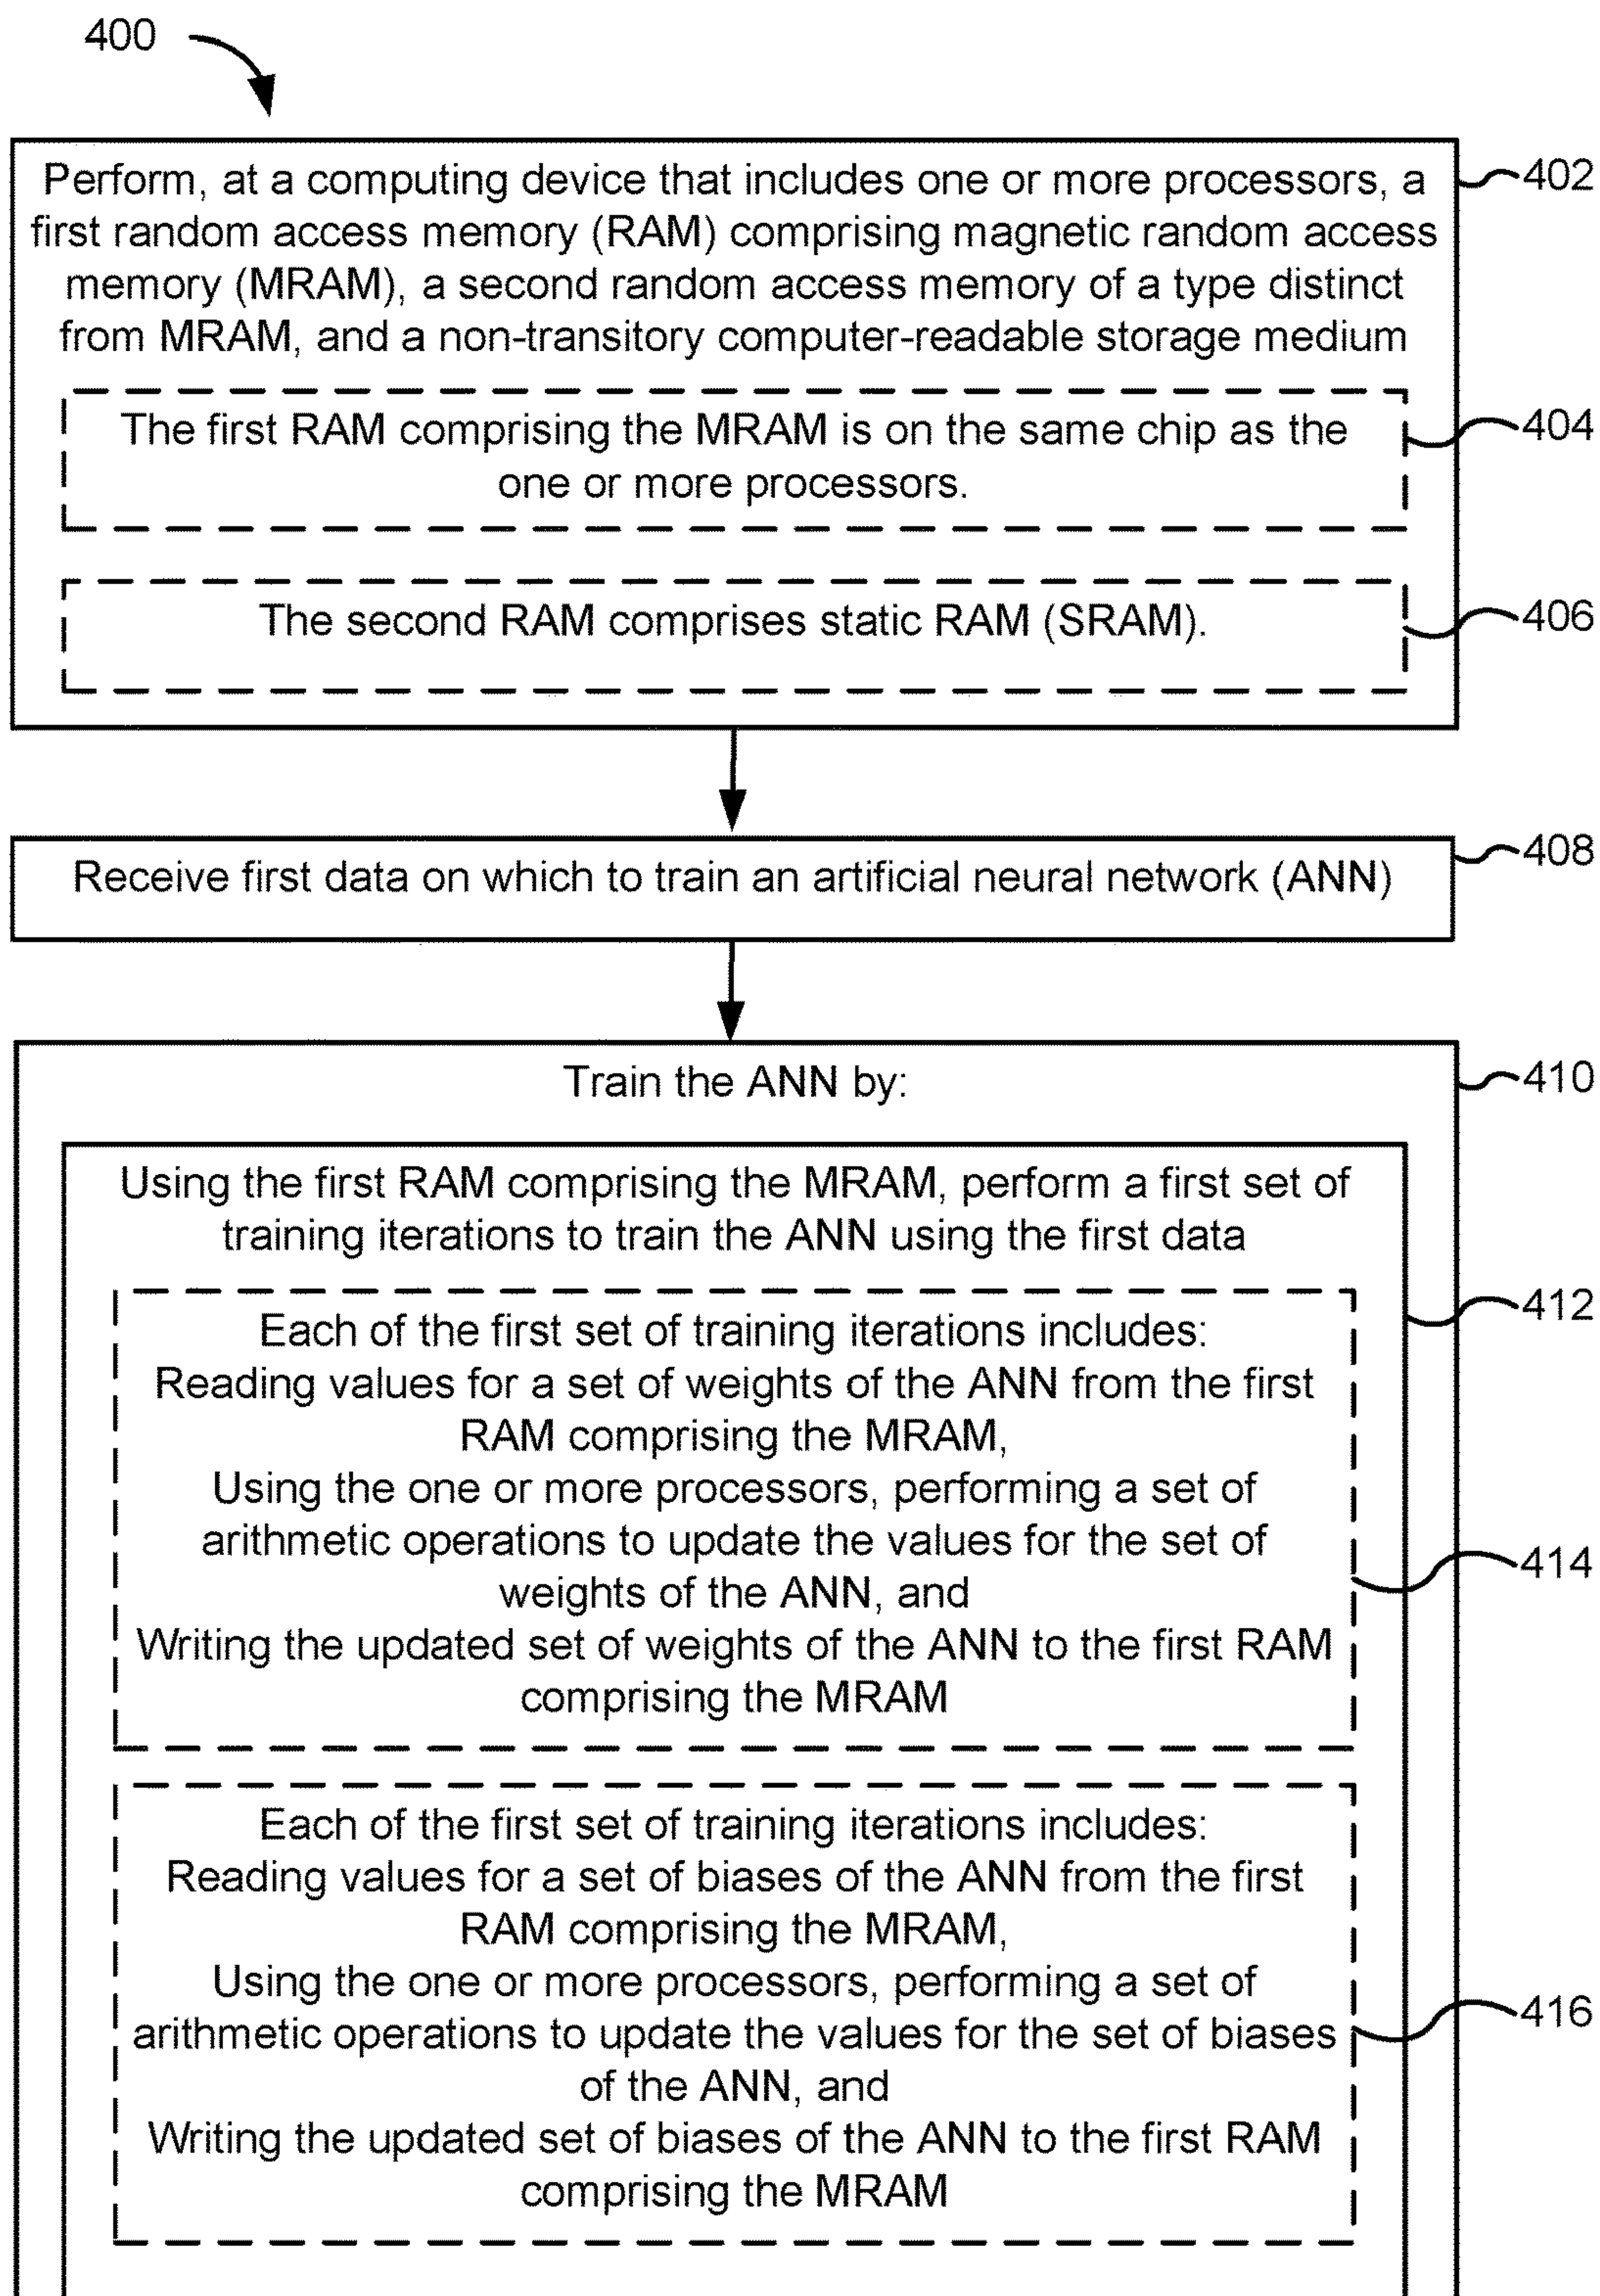 400
Perform, at a computing device that includes one or more processors, a
first random access memory (RAM) comprising magnetic random access
memory (MRAM), a second random access memory of a type distinct
from MRAM, and a non-transitory computer-readable storage medium
402
The first RAM comprising the MRAM is on the same chip as the
one or more processors.
404
The second RAM comprises static RAM (SRAM).
406
Receive first data on which to train an artificial neural network (ANN)
408
Train the ANN by:
410
Using the first RAM comprising the MRAM, perform a first set of
training iterations to train the ANN using the first data
412
Each of the first set of training iterations includes:
Reading values for a set of weights of the ANN from the first
RAM comprising the MRAM,
Using the one or more processors, performing a set of
arithmetic operations to update the values for the set of
weights of the ANN, and
Writing the updated set of weights of the ANN to the first RAM
comprising the MRAM
414
Each of the first set of training iterations includes:
Reading values for a set of biases of the ANN from the first
RAM comprising the MRAM,
Using the one or more processors, performing a set of
arithmetic operations to update the values for the set of biases
of the ANN, and
Writing the updated set of biases of the ANN to the first RAM
comprising the MRAM
416